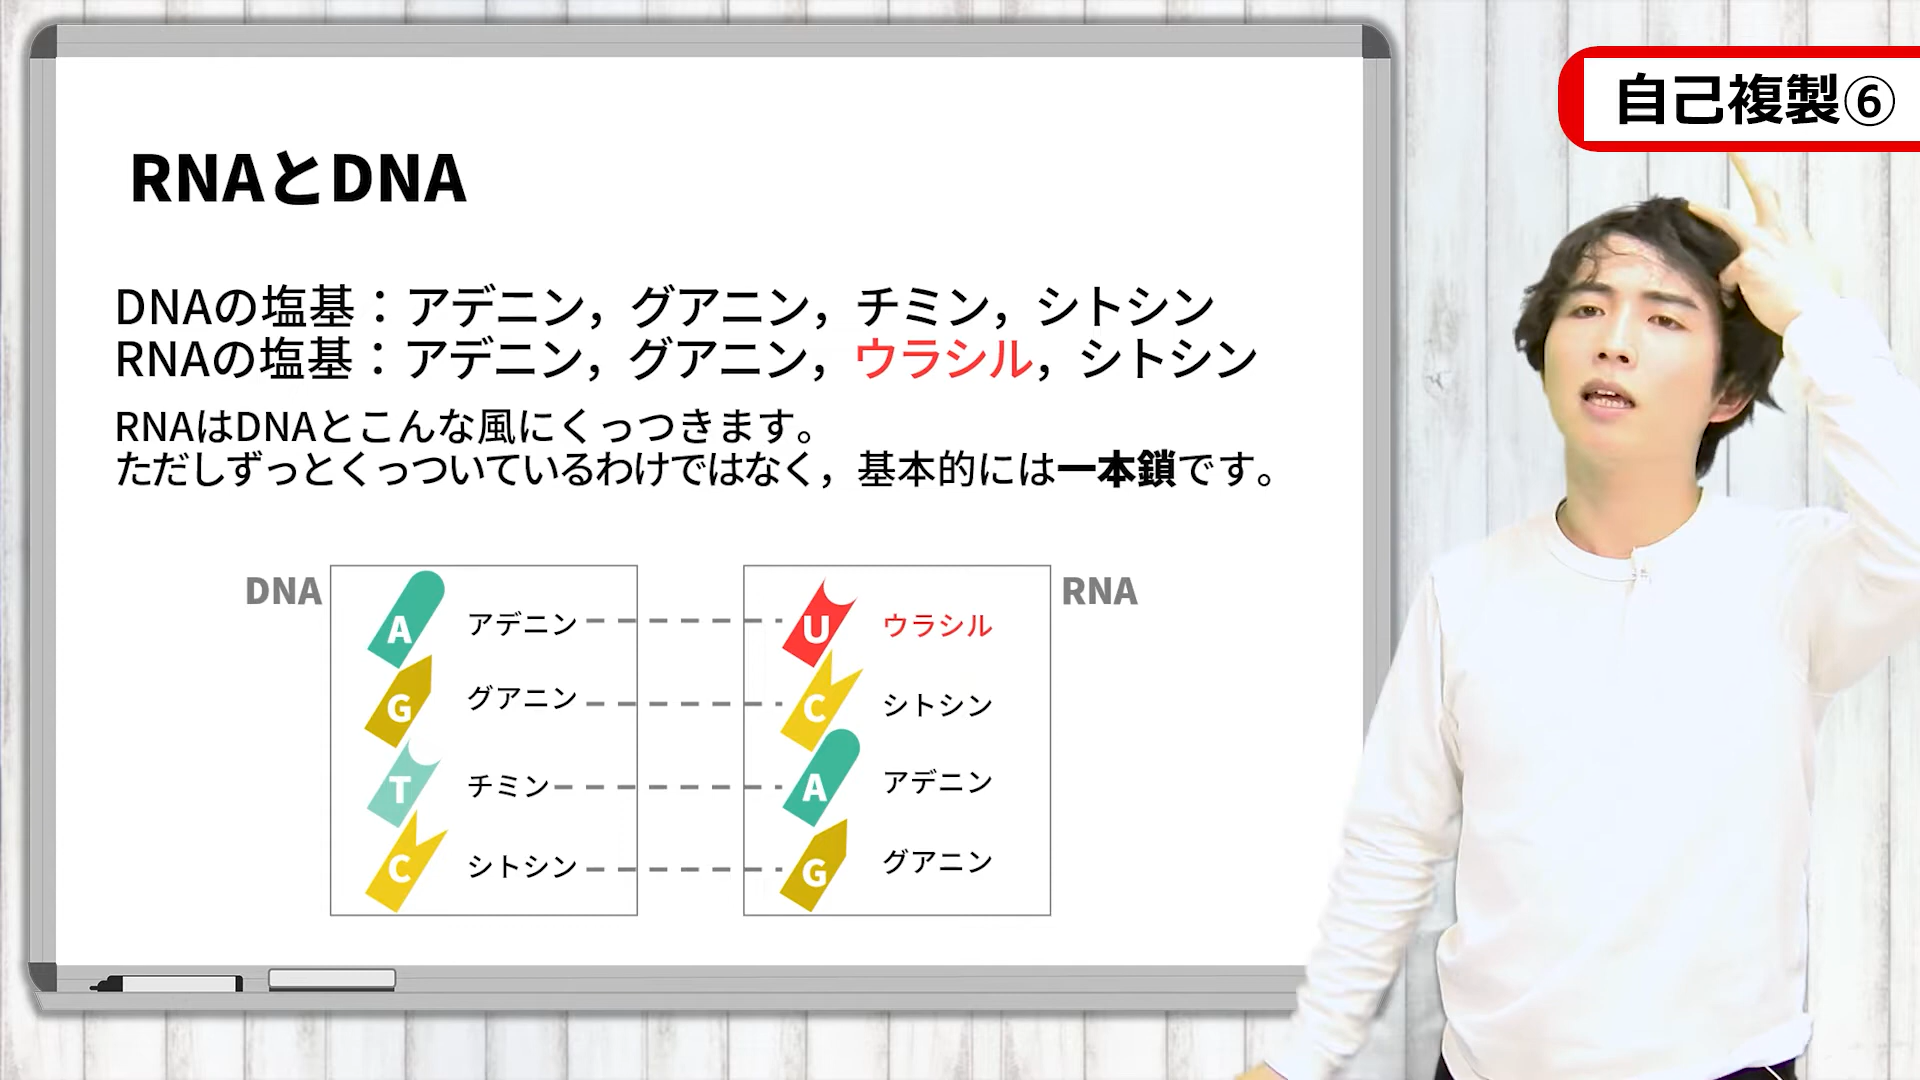 自己複製⑥
RNAとDNA
DNAの塩基：アデニン，グアニン，チミン，シトシン
RNAの塩基：アデニン，グアニン，ウラシル，シトシン
RNAはDNAとこんな風にくっつきます。
ただしずっとくっついているわけではなく，基本的には一本鎖です。
DNA
A アデニン
G グアニン
T チミン
C シトシン
RNA
U ウラシル
C シトシン
A アデニン
G グアニン